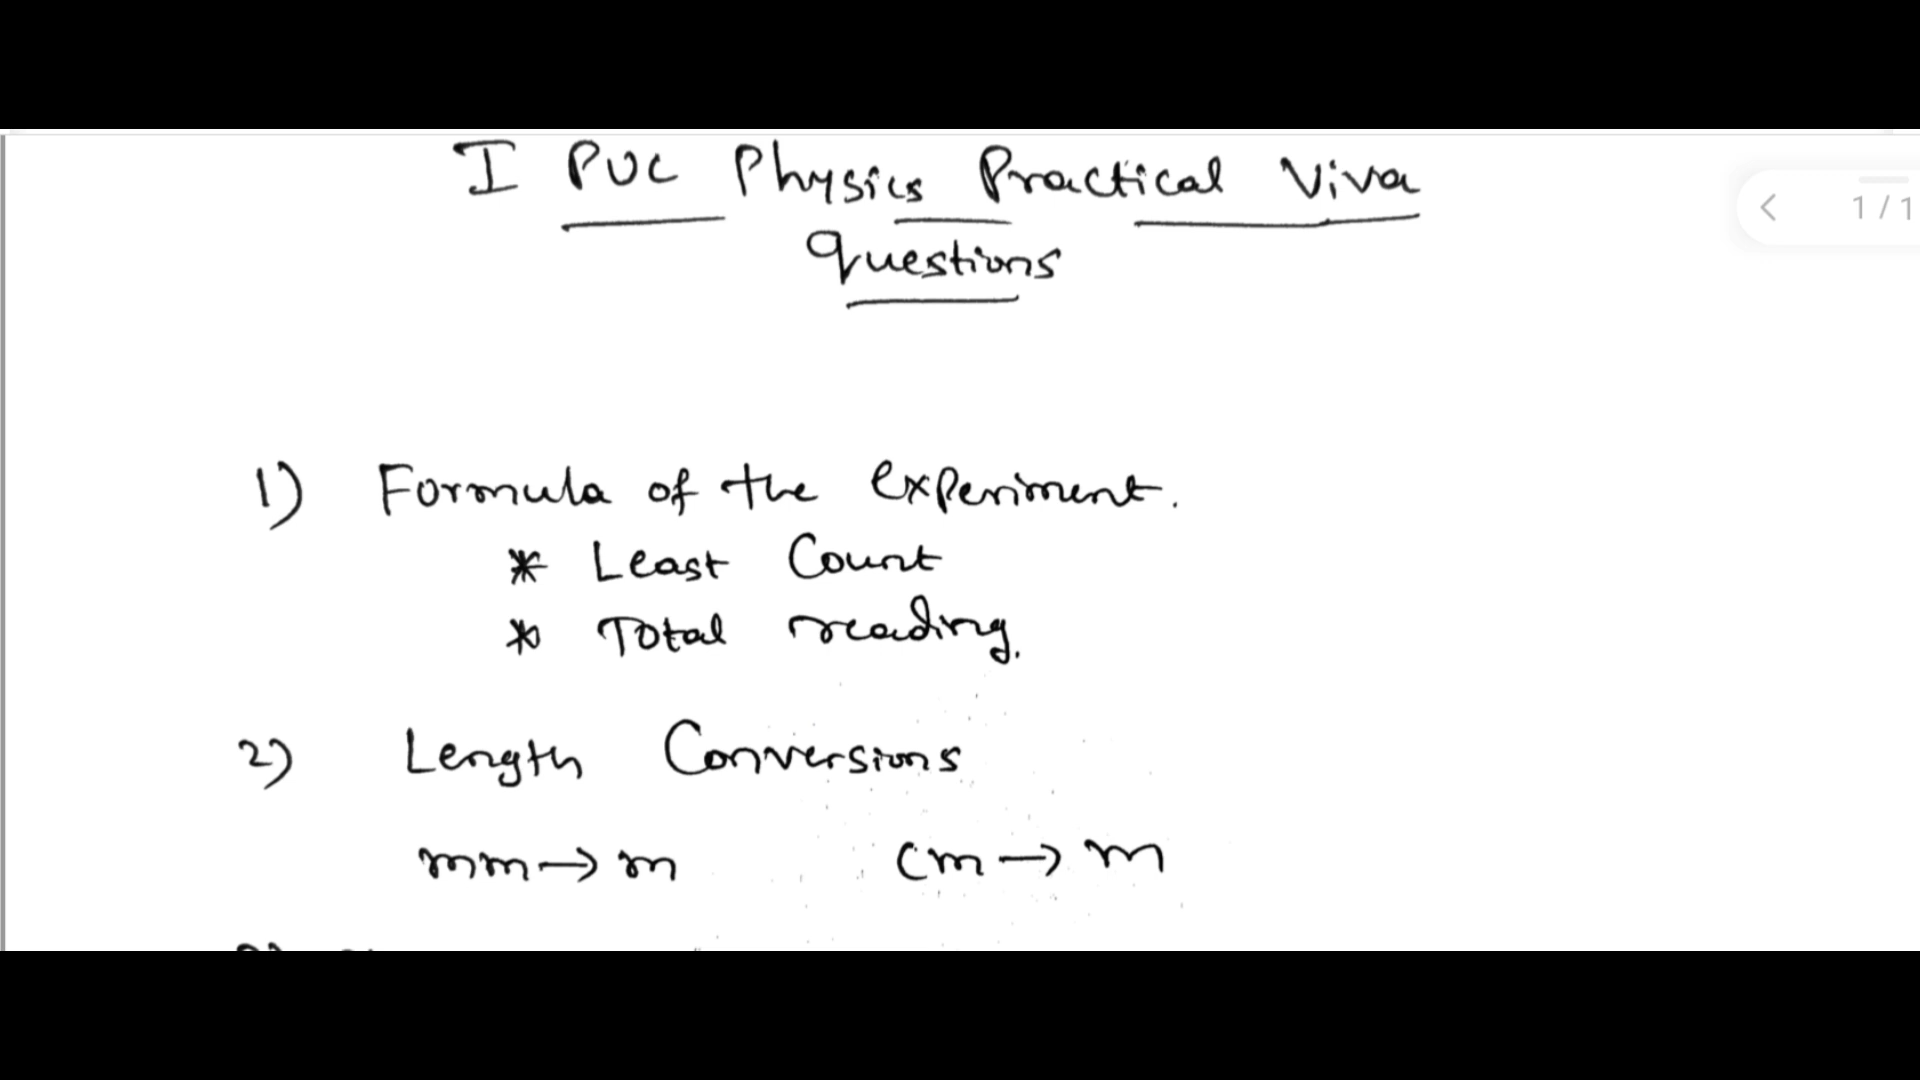 I PUC Physics Practical Viva
Questions
1 / 1
1) Formula of the experiment.
* Least Count
* Total reading.
2) Length Conversions
mm → m cm → m